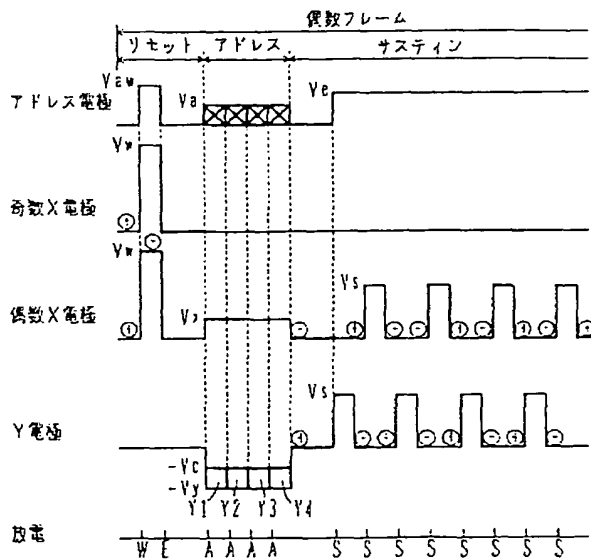 偶数フレーム
リセット アドレス サスティン
Vaw
Va
Ve
アドレス電極
Vw
奇数X電極
Vw
偶数X電極
Vs
Vs
Y電極
-Vc
-Vy
Y1 Y2 Y3 Y4
放電
W E A A A A S S S S S S S S